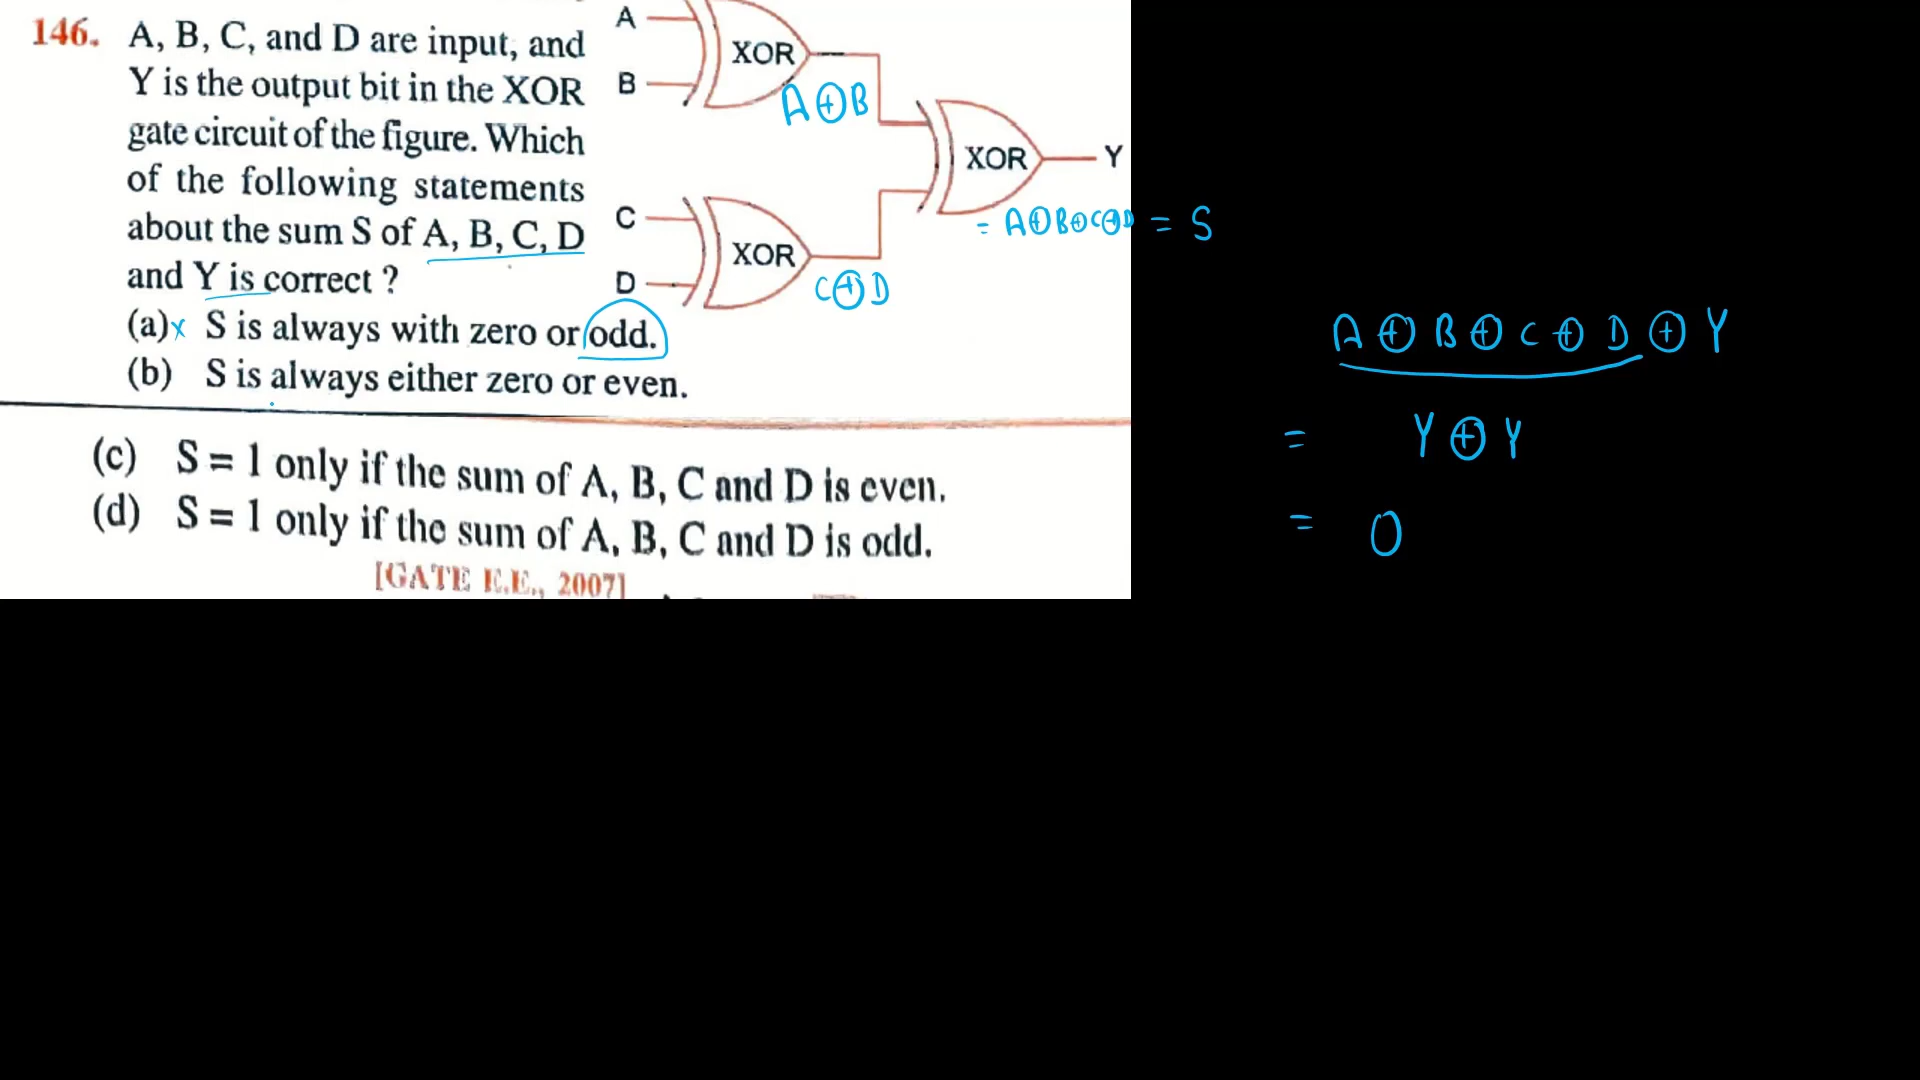 146. A, B, C, and D are input, and
Y is the output bit in the XOR
gate circuit of the figure. Which
of the following statements
about the sum S of A, B, C, D
and Y is correct ?
(a)x S is always with zero or odd.
(b) S is always either zero or even.
(c) S = 1 only if the sum of A, B, C and D is even.
(d) S = 1 only if the sum of A, B, C and D is odd.
[GATE E.E., 2007]
A
XOR
B
A⊕B
XOR
Y
= A⊕B⊕C⊕D = S
C
XOR
D
C⊕D
A ⊕ B ⊕ C ⊕ D ⊕ Y
= Y ⊕ Y
= 0